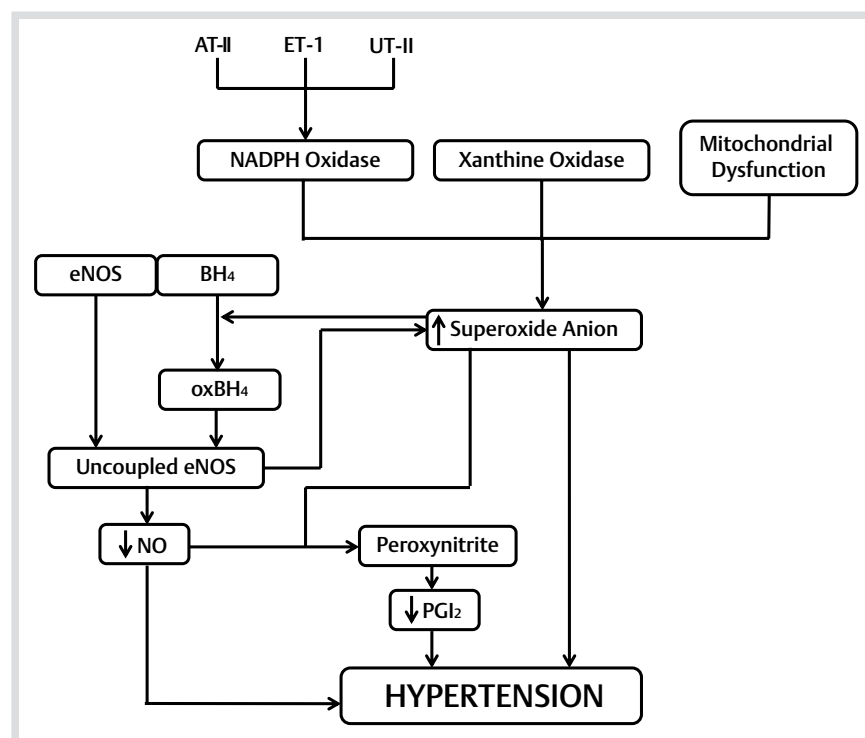 AT-II ET-1 UT-II
NADPH Oxidase
Xanthine Oxidase
Mitochondrial
Dysfunction
eNOS
BH₄
↑ Superoxide Anion
oxBH₄
Uncoupled eNOS
↓ NO
Peroxynitrite
↓ PGI₂
HYPERTENSION